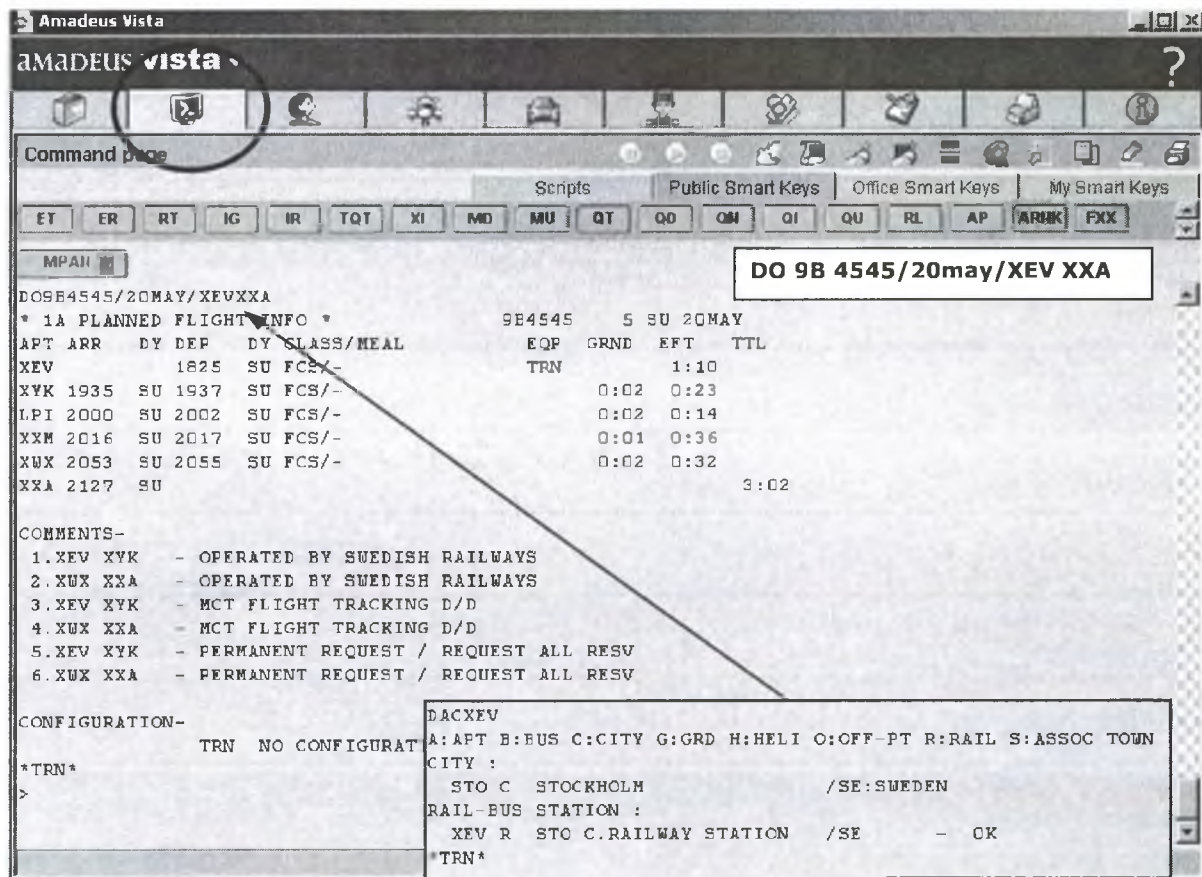 Amadeus Vista
aMaDEUS vista
?
Command page
Scripts Public Smart Keys Office Smart Keys My Smart Keys
ET ER RT IG IR TQT XI MD MU QT QD QN QI QU RL AP ARNK FXX
MPAN
DO 9B 4545/20may/XEV XXA
DO9B4545/20MAY/XEVXXA
* 1A PLANNED FLIGHT INFO * 9B4545 5 SU 20MAY
APT ARR DY DEP DY CLASS/MEAL EQP GRND EFT TTL
XEV 1825 SU FCS/- TRN 1:10
XYK 1935 SU 1937 SU FCS/- 0:02 0:23
LPI 2000 SU 2002 SU FCS/- 0:02 0:14
XXM 2016 SU 2017 SU FCS/- 0:01 0:36
XWX 2053 SU 2055 SU FCS/- 0:02 0:32
XXA 2127 SU 3:02
COMMENTS-
1.XEV XYK - OPERATED BY SWEDISH RAILWAYS
2.XWX XXA - OPERATED BY SWEDISH RAILWAYS
3.XEV XYK - MCT FLIGHT TRACKING D/D
4.XWX XXA - MCT FLIGHT TRACKING D/D
5.XEV XYK - PERMANENT REQUEST / REQUEST ALL RESV
6.XWX XXA - PERMANENT REQUEST / REQUEST ALL RESV
CONFIGURATION-
TRN NO CONFIGURATI
*TRN*
>
DACXEV
A:APT B:BUS C:CITY G:GRD H:HELI O:OFF-PT R:RAIL S:ASSOC TOWN
CITY :
STO C STOCKHOLM /SE:SWEDEN
RAIL-BUS STATION :
XEV R STO C.RAILWAY STATION /SE - OK
*TRN*